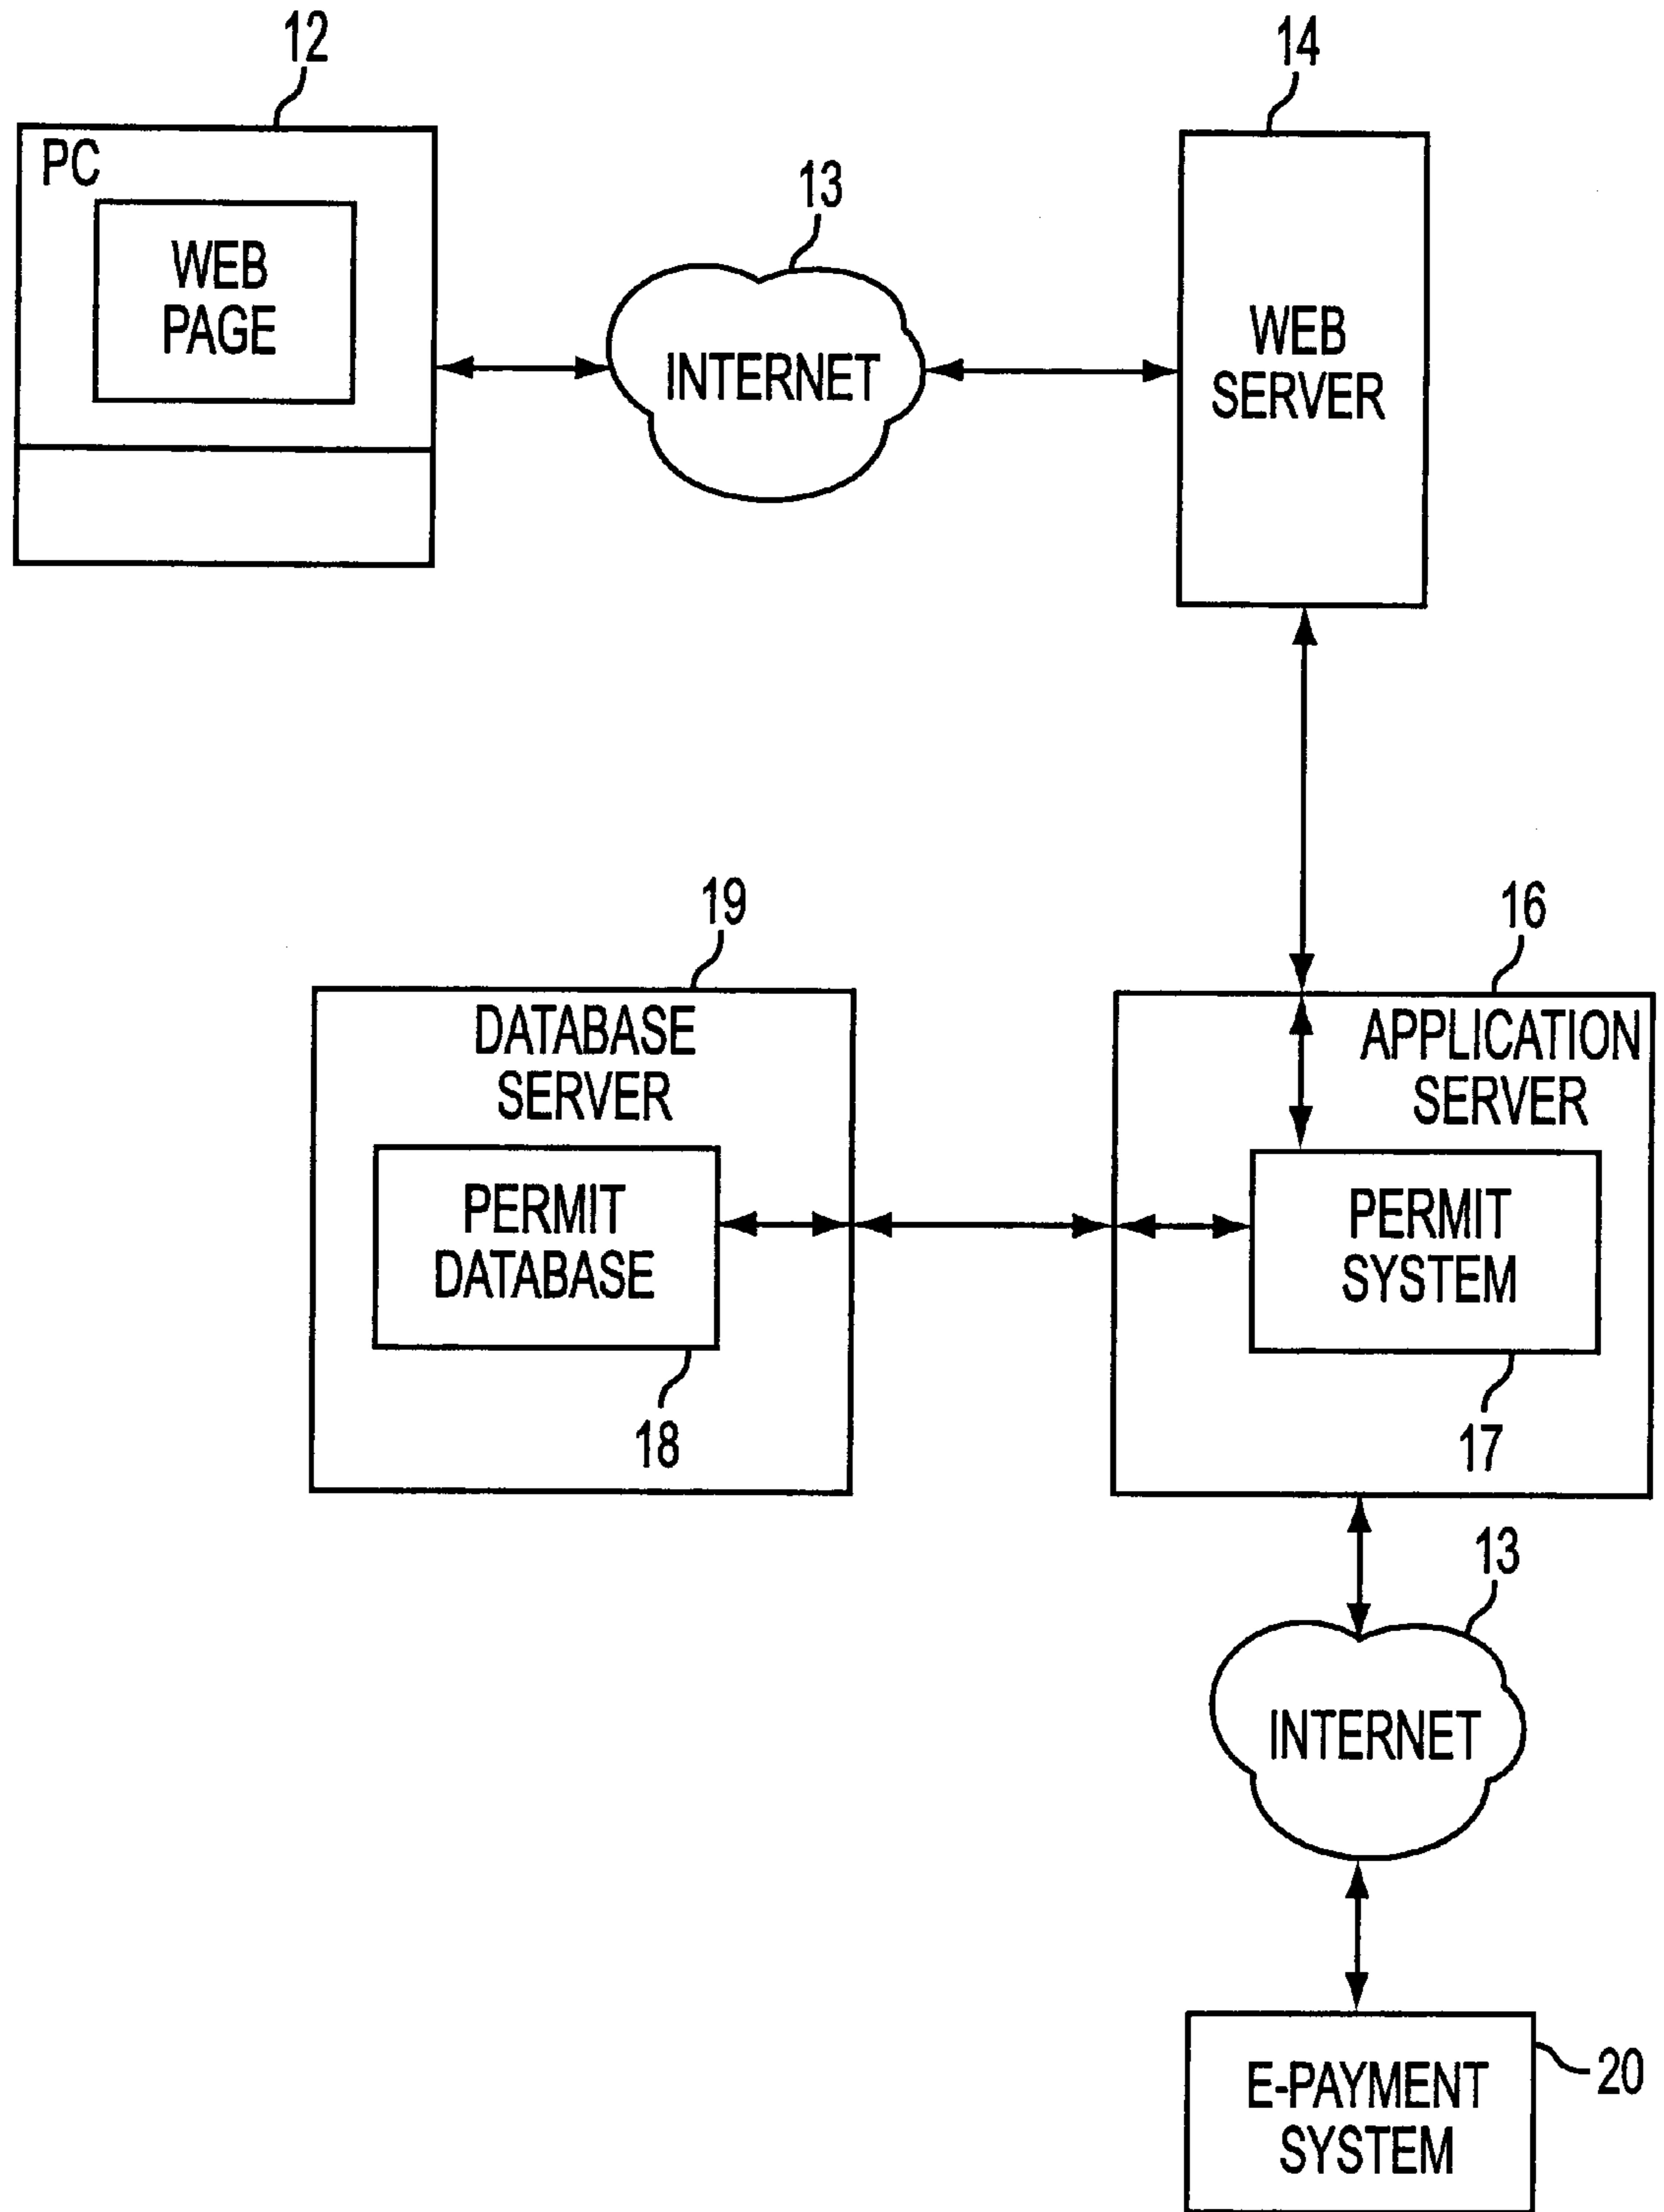 12
14
PC
13
WEB
PAGE
INTERNET
WEB
SERVER
19
16
DATABASE
SERVER
APPLICATION
SERVER
PERMIT
DATABASE
PERMIT
SYSTEM
18
17
13
INTERNET
E-PAYMENT
SYSTEM
20